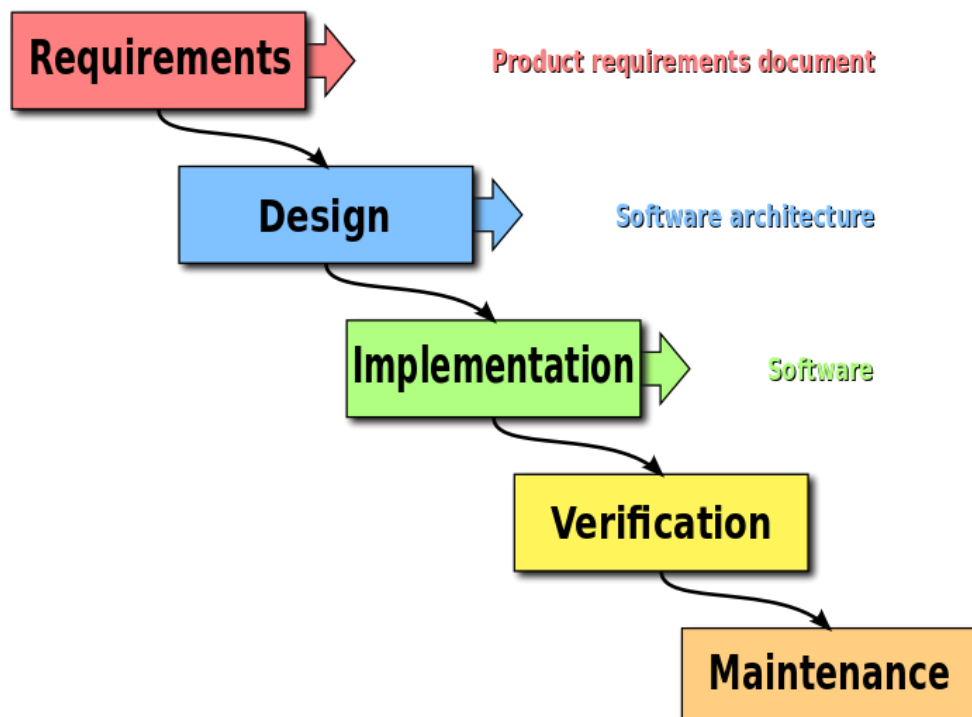 Requirements
Product requirements document
Design
Software architecture
Implementation
Software
Verification
Maintenance